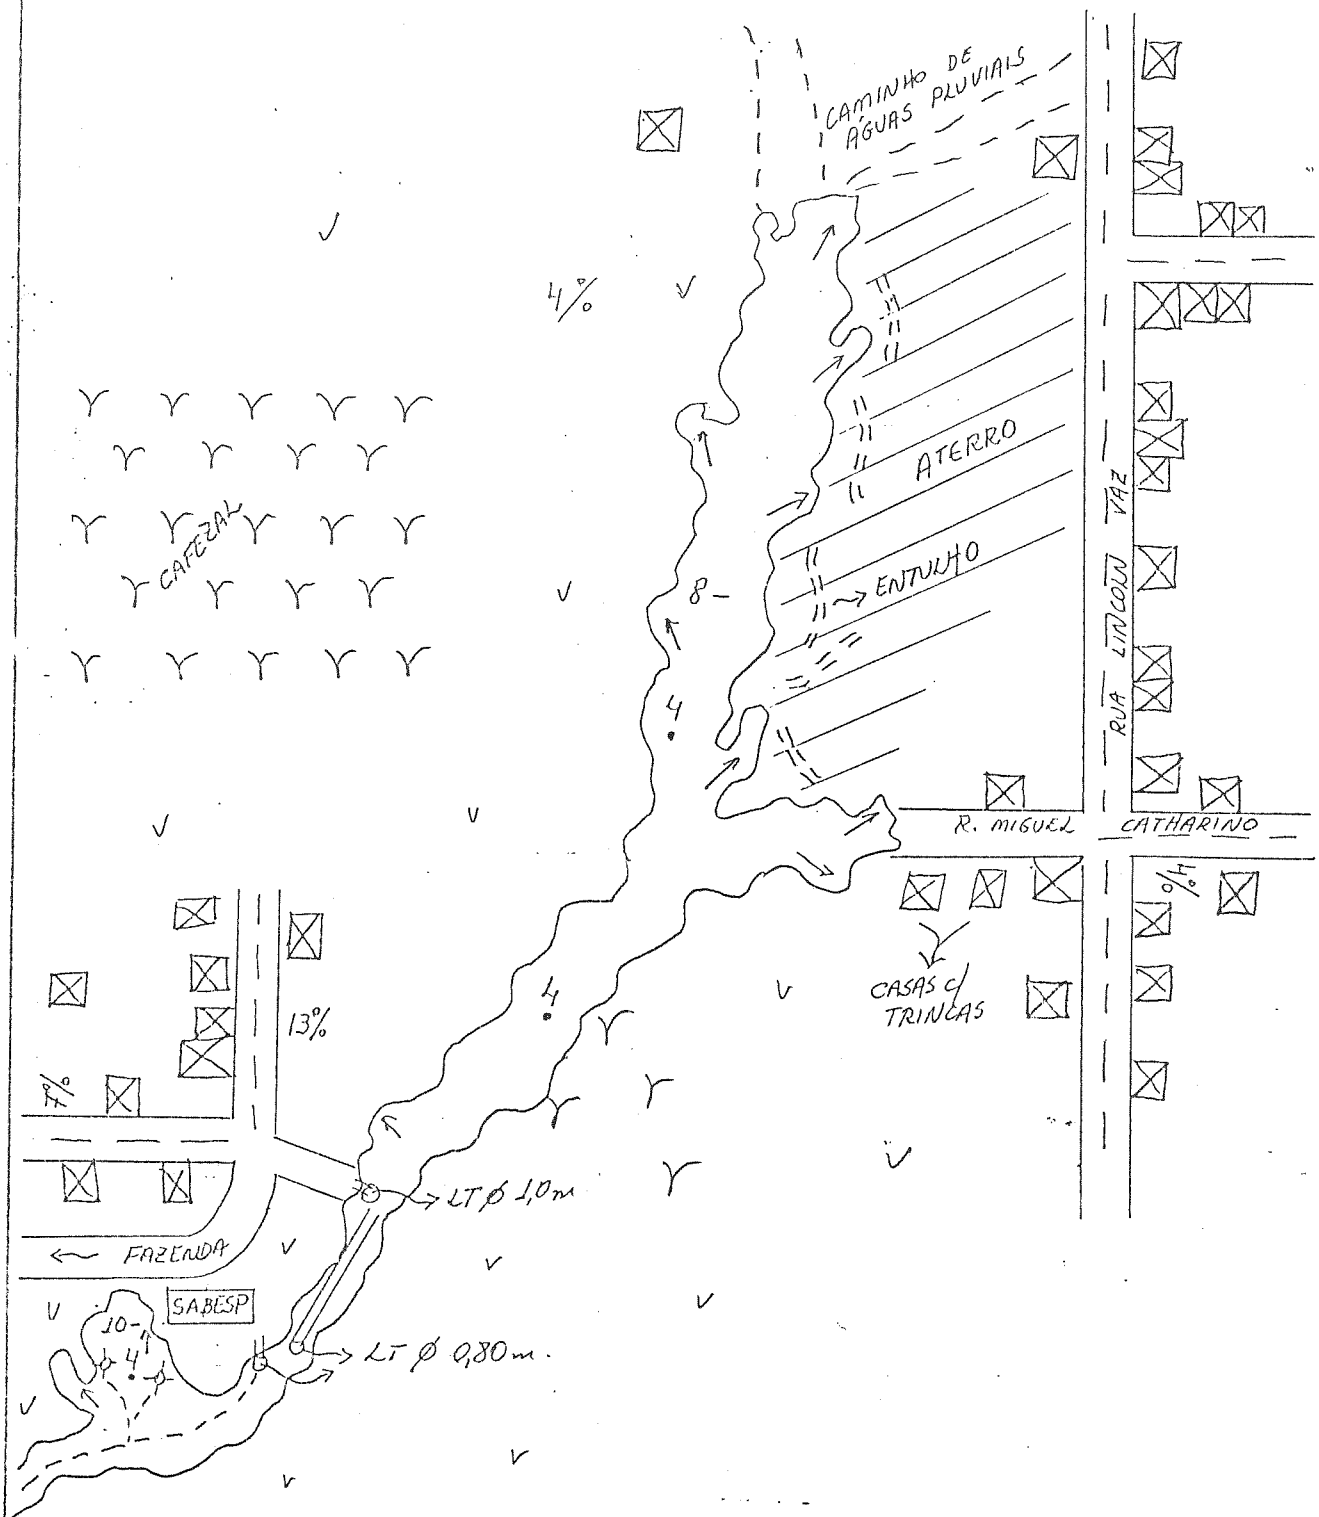 CAMINHO DE
ÁGUAS PLUVIAIS
4%
ATERRO
CAFEZAL
ENTULHO
8-
RUA LINCOLN VAZ
4
R. MIGUEL CATHARINO
4%
CASAS C/
TRINCAS
4
13%
7%
LT Ø 1,0m
FAZENDA
SABESP
10-
4
LT Ø 0,80m.